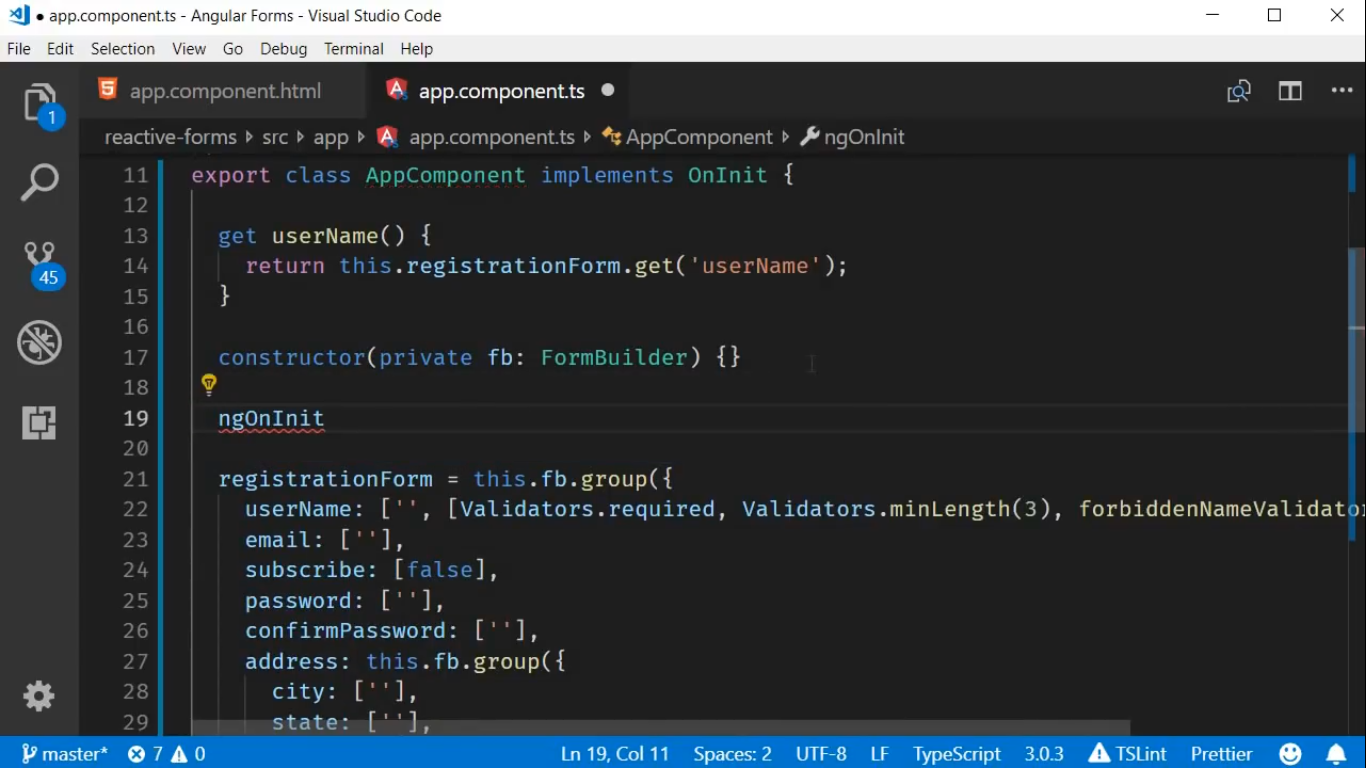 app.component.ts - Angular Forms - Visual Studio Code
File Edit Selection View Go Debug Terminal Help
app.component.html app.component.ts
reactive-forms src app app.component.ts AppComponent ngOnInit
1
45
11 export class AppComponent implements OnInit {
12
13 get userName() {
14 return this.registrationForm.get('userName');
15 }
16
17 constructor(private fb: FormBuilder) {}
18
19 ngOnInit
20
21 registrationForm = this.fb.group({
22 userName: ['', [Validators.required, Validators.minLength(3), forbiddenNameValidato
23 email: [''],
24 subscribe: [false],
25 password: [''],
26 confirmPassword: [''],
27 address: this.fb.group({
28 city: [''],
29 state: [''],
master* 7 0 Ln 19, Col 11 Spaces: 2 UTF-8 LF TypeScript 3.0.3 TSLint Prettier